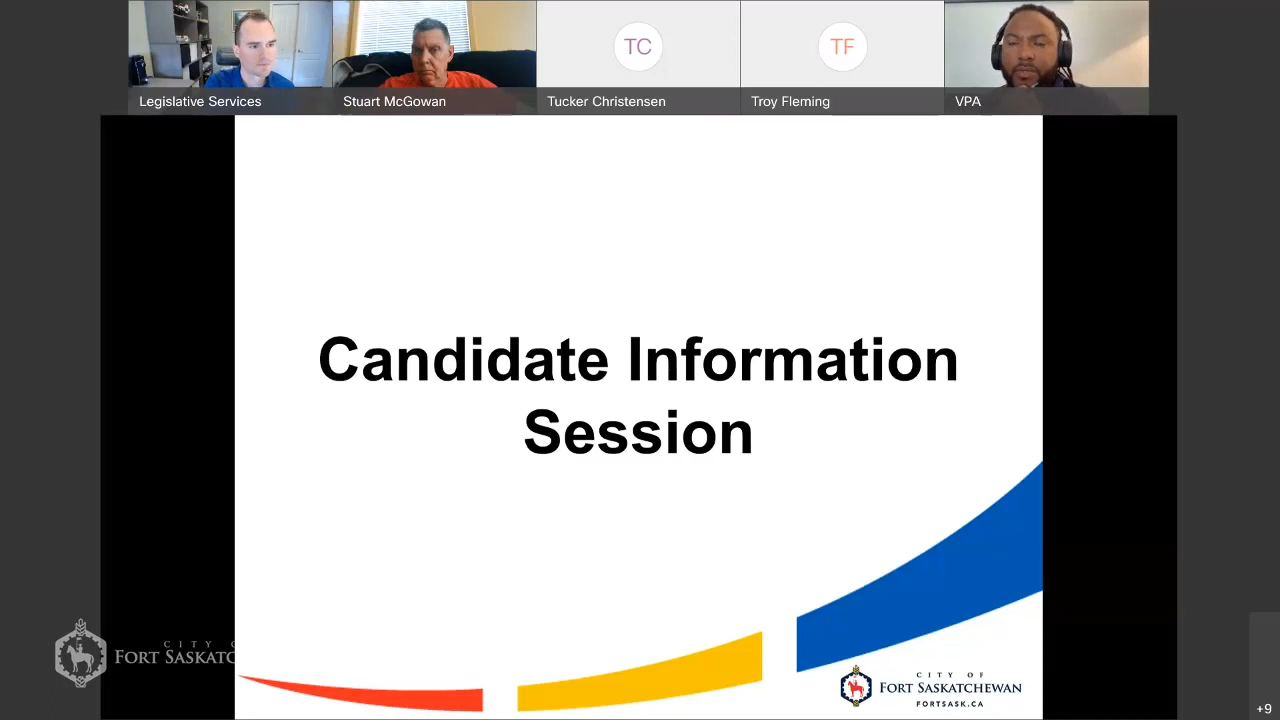 TC
TF
Legislative Services
Stuart McGowan
Tucker Christensen
Troy Fleming
VPA
Candidate Information
Session
CITY OF
FORT SASKATCHEWAN
FORTSASK.CA
CITY O
FORT SASKATC
+9